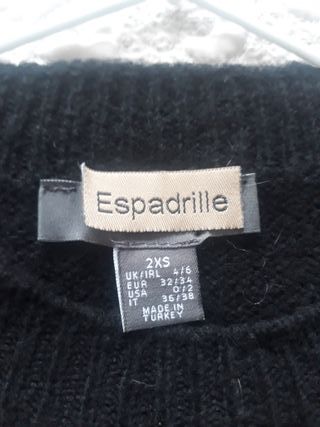 Espadrille
2XS
UK/IRL 4/6
EUR 32/34
USA 0/2
IT 36/38
MADE IN
TURKEY